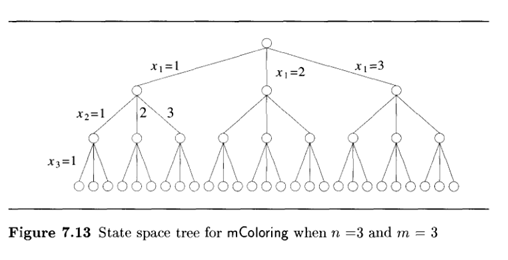 x₁=1
x₁=2
x₁=3
x₂=1
2
3
x₃=1
Figure 7.13 State space tree for mColoring when n =3 and m = 3